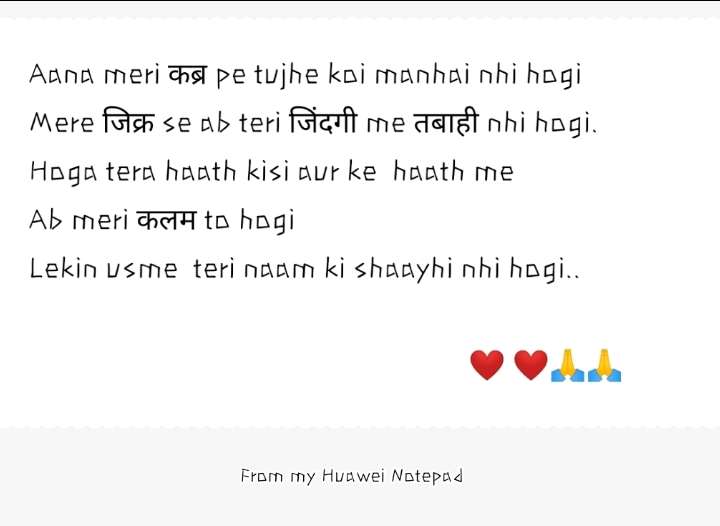 Aana meri कब्र pe tujhe koi manhai nhi hogi
Mere जिक्र se ab teri जिंदगी me तबाही nhi hogi.
Hoga tera haath kisi aur ke haath me
Ab meri कलम to hogi
Lekin usme teri naam ki shaayhi nhi hogi..
❤️ ❤️🙏🙏
From my Huawei Notepad